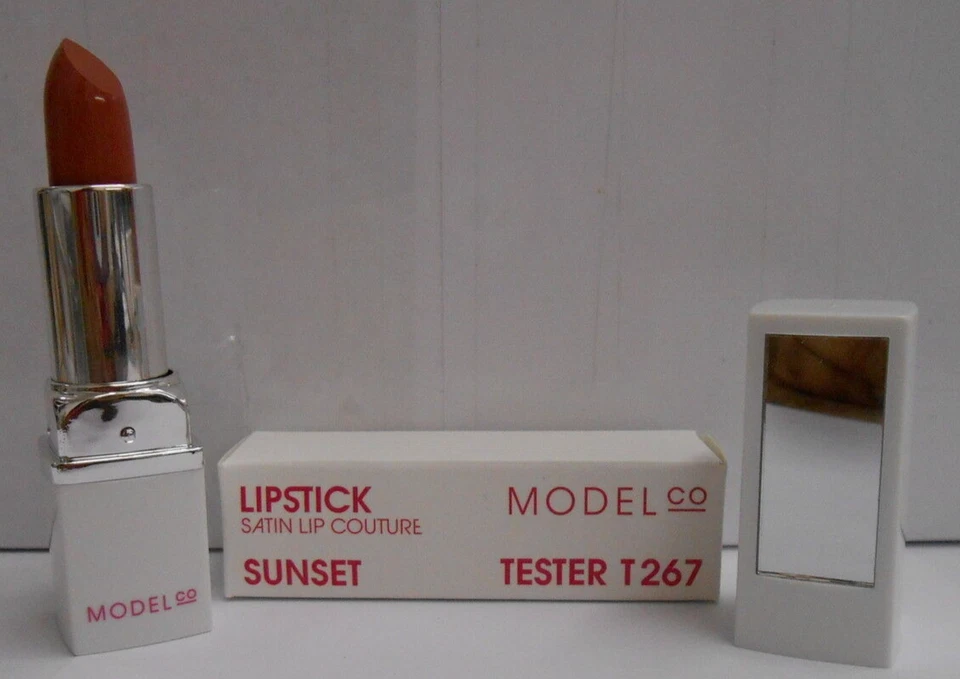 LIPSTICK
SATIN LIP COUTURE
MODEL CO
SUNSET
TESTER T267
MODEL CO